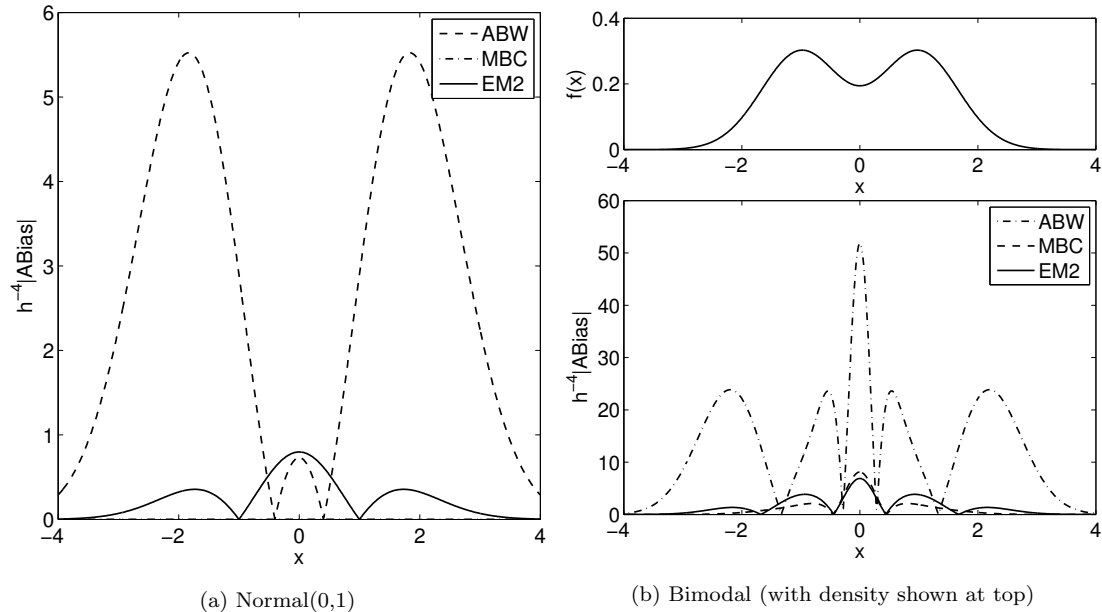 6
5
4
3
2
1
0
−4
−2
0
2
4
x
h⁻⁴|ABias|
ABW
MBC
EM2
(a) Normal(0,1)
0.4
0.2
0
−4
−2
0
2
4
x
f(x)
60
50
40
30
20
10
0
−4
−2
0
2
4
x
h⁻⁴|ABias|
ABW
MBC
EM2
(b) Bimodal (with density shown at top)